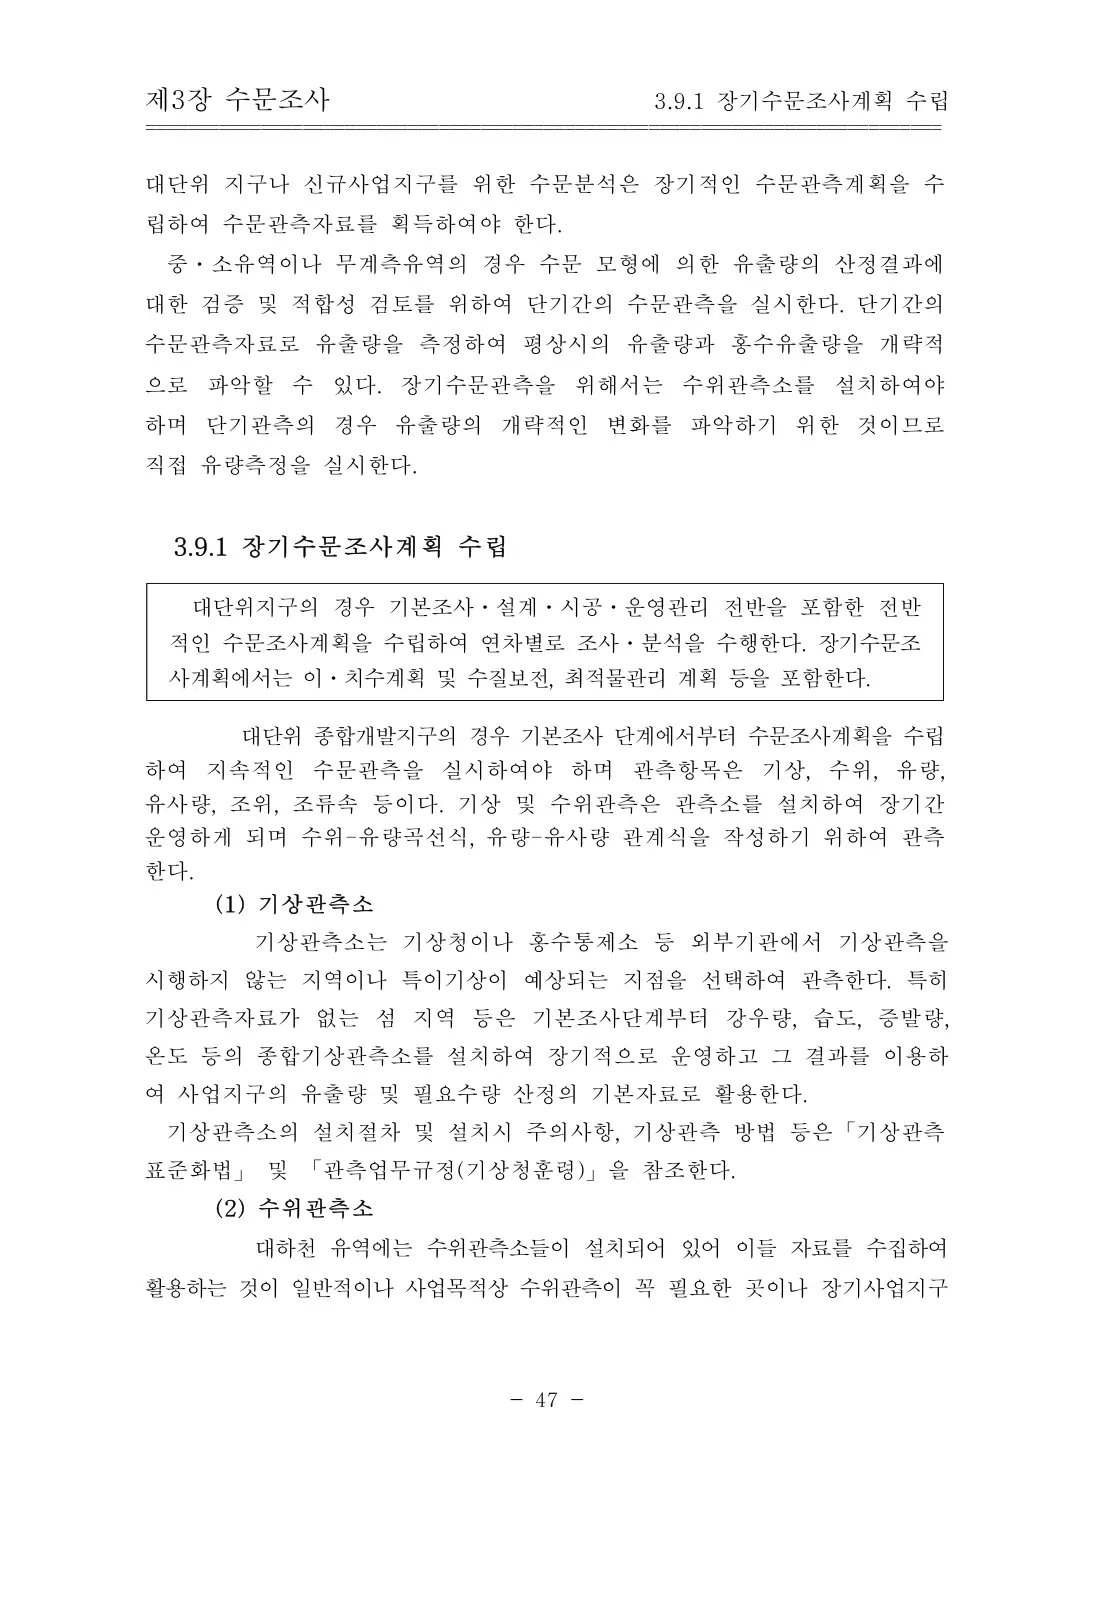 제3장 수문조사
3.9.1 장기수문조사계획 수립
대단위 지구나 신규사업지구를 위한 수문분석은 장기적인 수문관측계획을 수
립하여 수문관측자료를 획득하여야 한다.
중・소유역이나 무계측유역의 경우 수문 모형에 의한 유출량의 산정결과에
대한 검증 및 적합성 검토를 위하여 단기간의 수문관측을 실시한다. 단기간의
수문관측자료로 유출량을 측정하여 평상시의 유출량과 홍수유출량을 개략적
으로 파악할 수 있다. 장기수문관측을 위해서는 수위관측소를 설치하여야
하며 단기관측의 경우 유출량의 개략적인 변화를 파악하기 위한 것이므로
직접 유량측정을 실시한다.
3.9.1 장기수문조사계획 수립
대단위지구의 경우 기본조사・설계・시공・운영관리 전반을 포함한 전반
적인 수문조사계획을 수립하여 연차별로 조사・분석을 수행한다. 장기수문조
사계획에서는 이・치수계획 및 수질보전, 최적물관리 계획 등을 포함한다.
대단위 종합개발지구의 경우 기본조사 단계에서부터 수문조사계획을 수립
하여 지속적인 수문관측을 실시하여야 하며 관측항목은 기상, 수위, 유량,
유사량, 조위, 조류속 등이다. 기상 및 수위관측은 관측소를 설치하여 장기간
운영하게 되며 수위-유량곡선식, 유량-유사량 관계식을 작성하기 위하여 관측
한다.
(1) 기상관측소
기상관측소는 기상청이나 홍수통제소 등 외부기관에서 기상관측을
시행하지 않는 지역이나 특이기상이 예상되는 지점을 선택하여 관측한다. 특히
기상관측자료가 없는 섬 지역 등은 기본조사단계부터 강우량, 습도, 증발량,
온도 등의 종합기상관측소를 설치하여 장기적으로 운영하고 그 결과를 이용하
여 사업지구의 유출량 및 필요수량 산정의 기본자료로 활용한다.
기상관측소의 설치절차 및 설치시 주의사항, 기상관측 방법 등은「기상관측
표준화법」 및 「관측업무규정(기상청훈령)」을 참조한다.
(2) 수위관측소
대하천 유역에는 수위관측소들이 설치되어 있어 이들 자료를 수집하여
활용하는 것이 일반적이나 사업목적상 수위관측이 꼭 필요한 곳이나 장기사업지구
- 47 -